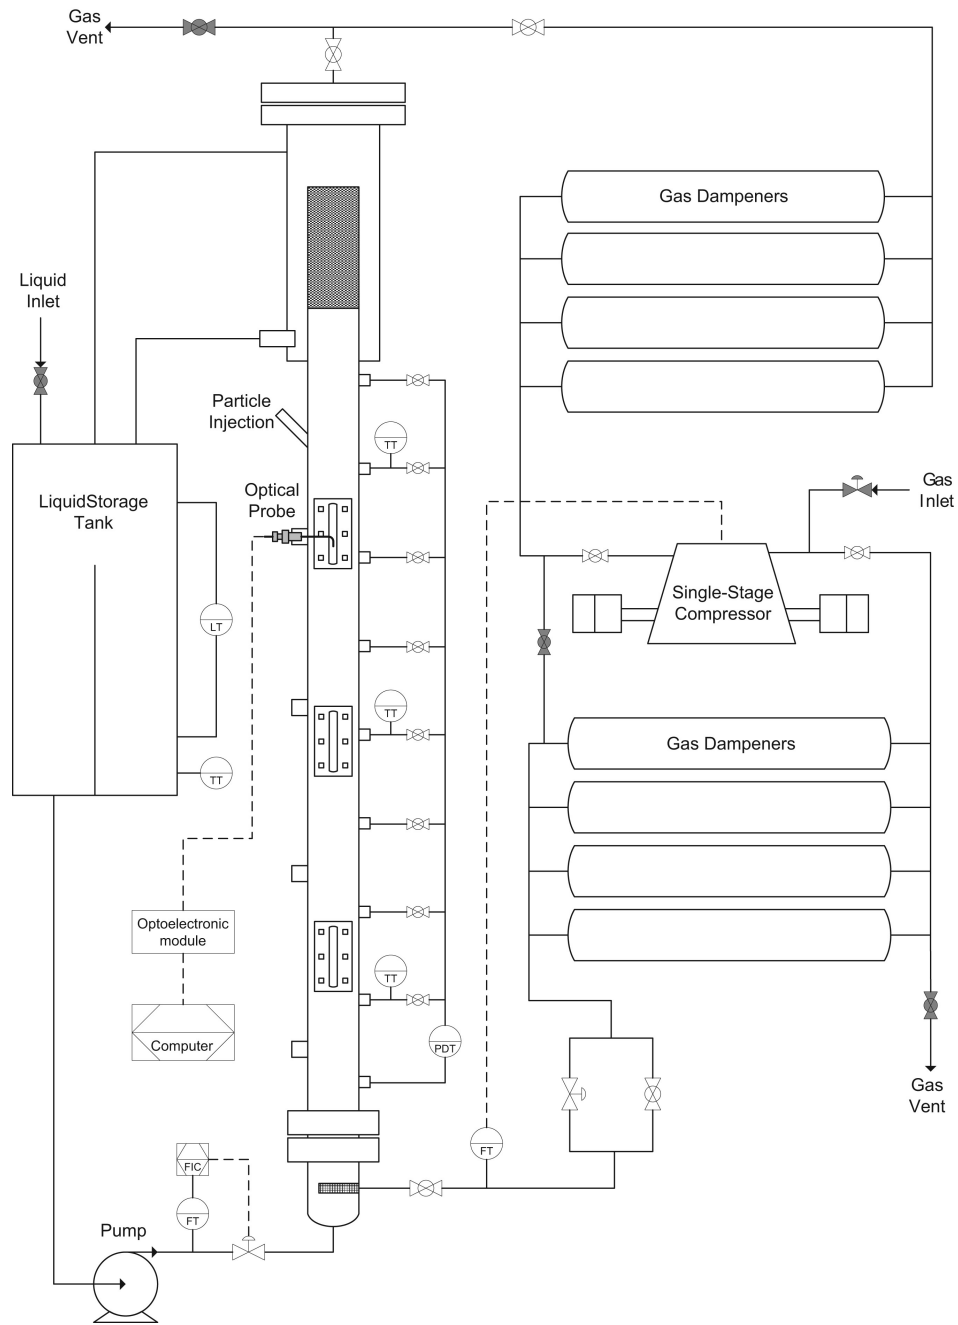 Gas
Vent
Gas Dampeners
Liquid
Inlet
Particle
Injection
TT
LiquidStorage
Tank
Optical
Probe
Gas
Inlet
Single-Stage
Compressor
LT
TT
Gas Dampeners
TT
Optoelectronic
module
TT
Computer
PDT
Gas
Vent
FT
FIC
FT
Pump